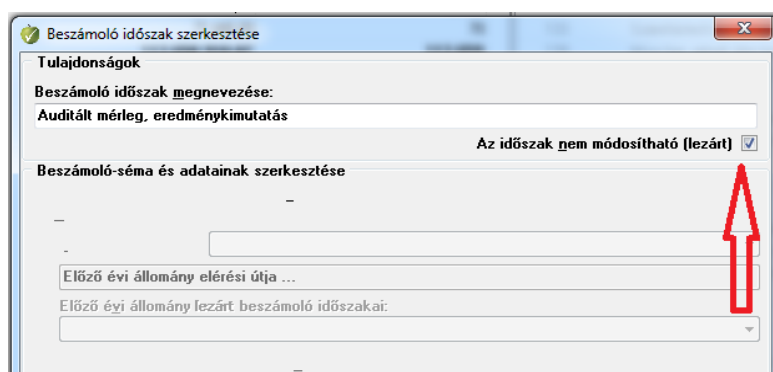 Beszámoló időszak szerkesztése
Tulajdonságok
Beszámoló időszak megnevezése:
Auditált mérleg, eredménykimutatás
Az időszak nem módosítható (lezárt)
Beszámoló-séma és adatainak szerkesztése
Előző évi állomány elérési útja ...
Előző évi állomány lezárt beszámoló időszakai: